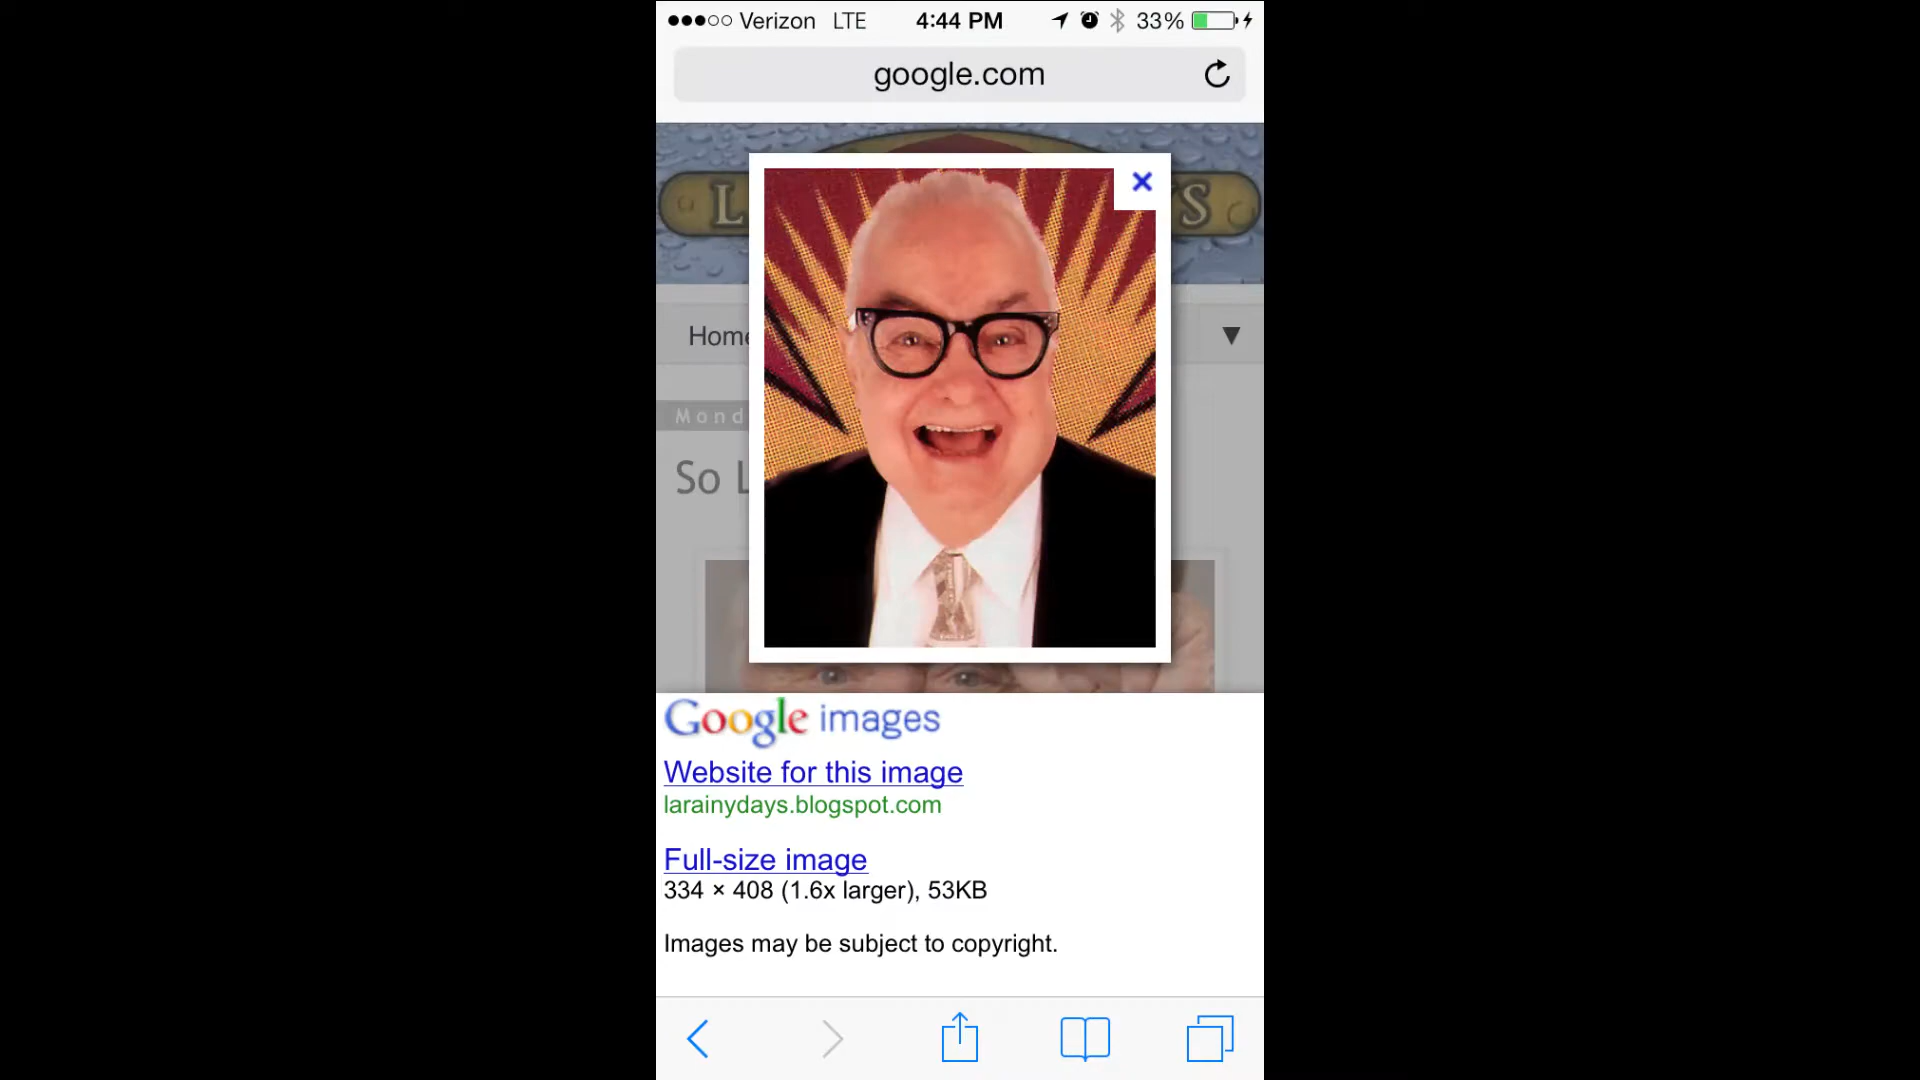 Verizon LTE 4:44 PM 33%
google.com
L S
Home
Mond
So L
Google images
Website for this image
larainydays.blogspot.com
Full-size image
334 × 408 (1.6x larger), 53KB
Images may be subject to copyright.